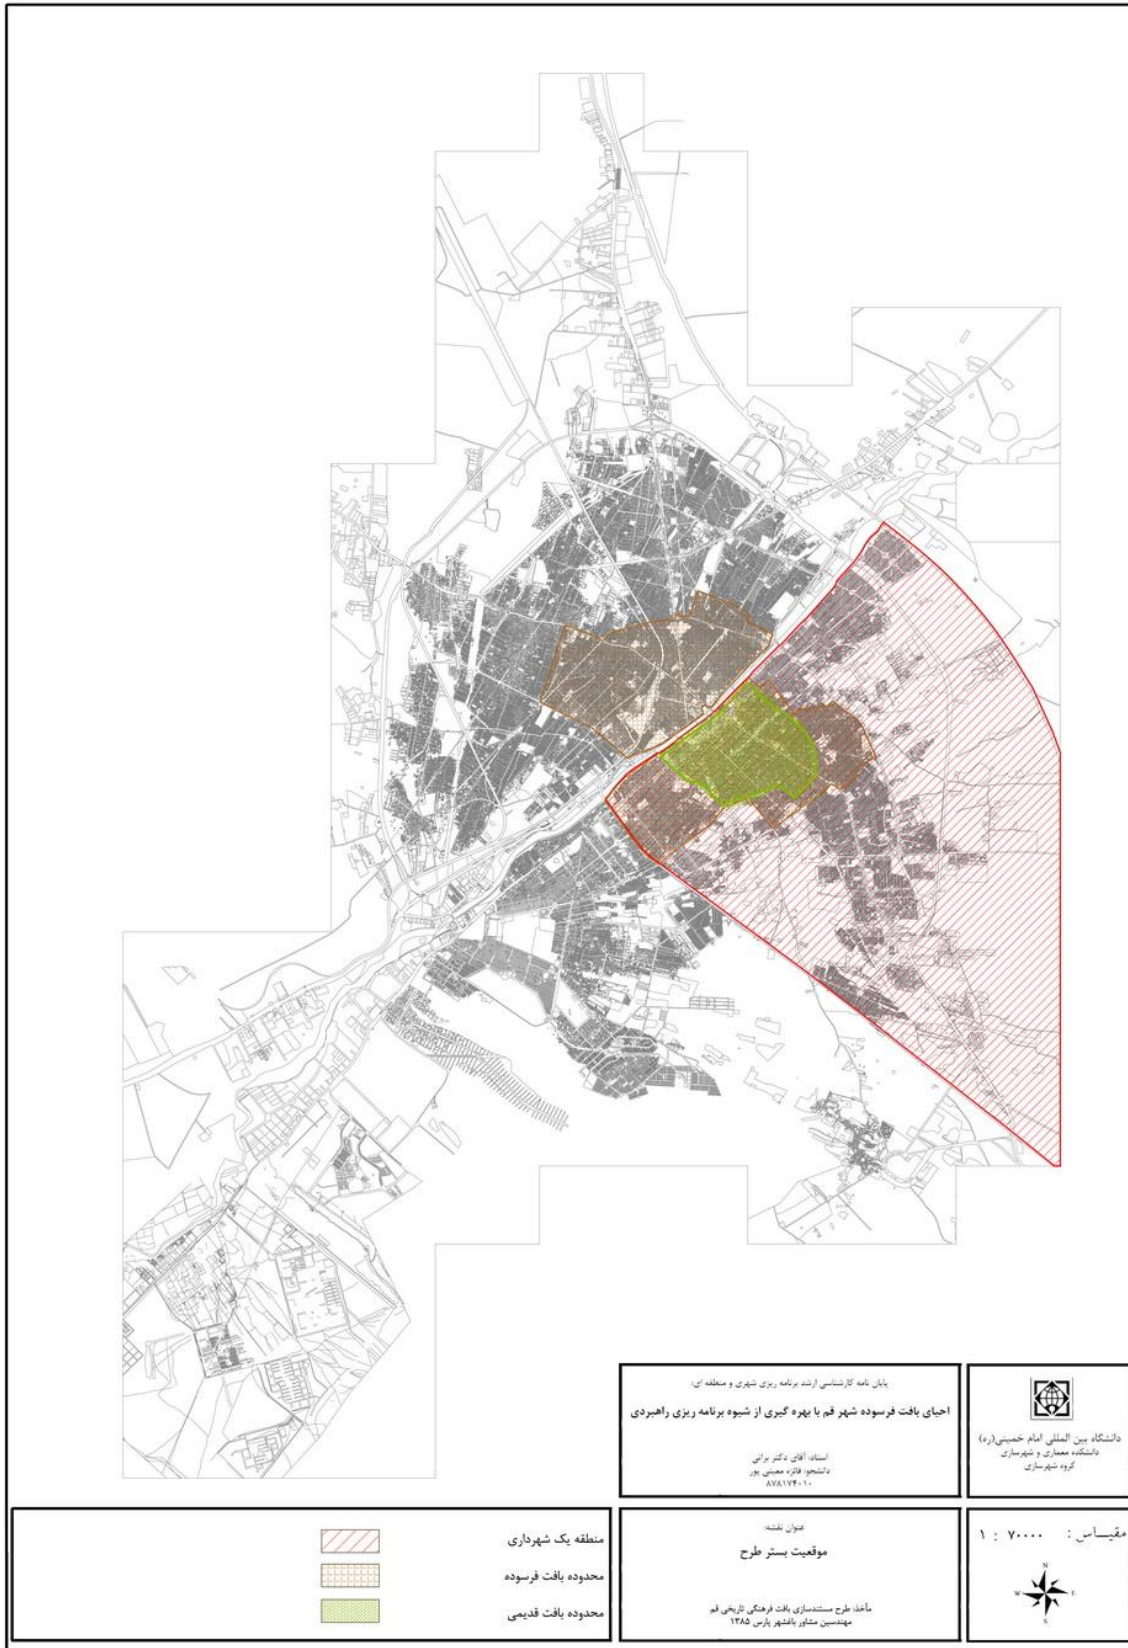 پایان نامه کارشناسی ارشد برنامه ریزی شهری و منطقه ای:
احیای بافت فرسوده شهر قم با بهره گیری از شیوه برنامه ریزی راهبردی
استاد: آقای دکتر براتی
دانشجو: فائزه معینی پور
۸۷۸۱۷۴۰۱۰
دانشگاه بین المللی امام خمینی(ره)
دانشکده معماری و شهرسازی
گروه شهرسازی
منطقه یک شهرداری
محدوده بافت فرسوده
محدوده بافت قدیمی
عنوان نقشه:
موقعیت بستر طرح
مأخذ: طرح مستندسازی بافت فرهنگی تاریخی قم
مهندسین مشاور باغشهر پارس ۱۳۸۵
مقیـــاس : ۷۰۰۰۰ : ۱
N
W E
S